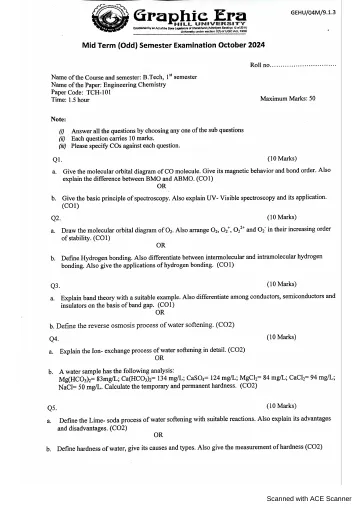 GEHU/04M/9.1.3
Graphic Era
HILL UNIVERSITY
Mid Term (Odd) Semester Examination October 2024
Roll no...............................
Name of the Course and semester: B.Tech, 1st semester
Name of the Paper: Engineering Chemistry
Paper Code: TCH-101
Time: 1.5 hour Maximum Marks: 50
Note:
(i) Answer all the questions by choosing any one of the sub questions
(ii) Each question carries 10 marks.
(iii) Please specify COs against each question.
Q1. (10 Marks)
a. Give the molecular orbital diagram of CO molecule. Give its magnetic behavior and bond order. Also
explain the difference between BMO and ABMO. (CO1)
OR
b. Give the basic principle of spectroscopy. Also explain UV- Visible spectroscopy and its application.
(CO1)
Q2. (10 Marks)
a. Draw the molecular orbital diagram of O₂. Also arrange O₂, O₂⁺, O₂²⁺ and O₂⁻ in their increasing order
of stability. (CO1)
OR
b. Define Hydrogen bonding. Also differentiate between intermolecular and intramolecular hydrogen
bonding. Also give the applications of hydrogen bonding. (CO1)
Q3. (10 Marks)
a. Explain band theory with a suitable example. Also differentiate among conductors, semiconductors and
insulators on the basis of band gap. (CO1)
OR
b. Define the reverse osmosis process of water softening. (CO2)
Q4. (10 Marks)
a. Explain the Ion- exchange process of water softening in detail. (CO2)
OR
b. A water sample has the following analysis:
Mg(HCO₃)₂= 83mg/L; Ca(HCO₃)₂= 134 mg/L; CaSO₄= 124 mg/L; MgCl₂= 84 mg/L; CaCl₂= 94 mg/L;
NaCl= 50 mg/L. Calculate the temporary and permanent hardness. (CO2)
Q5. (10 Marks)
a. Define the Lime- soda process of water softening with suitable reactions. Also explain its advantages
and disadvantages. (CO2)
OR
b. Define hardness of water, give its causes and types. Also give the measurement of hardness (CO2)
Scanned with ACE Scanner